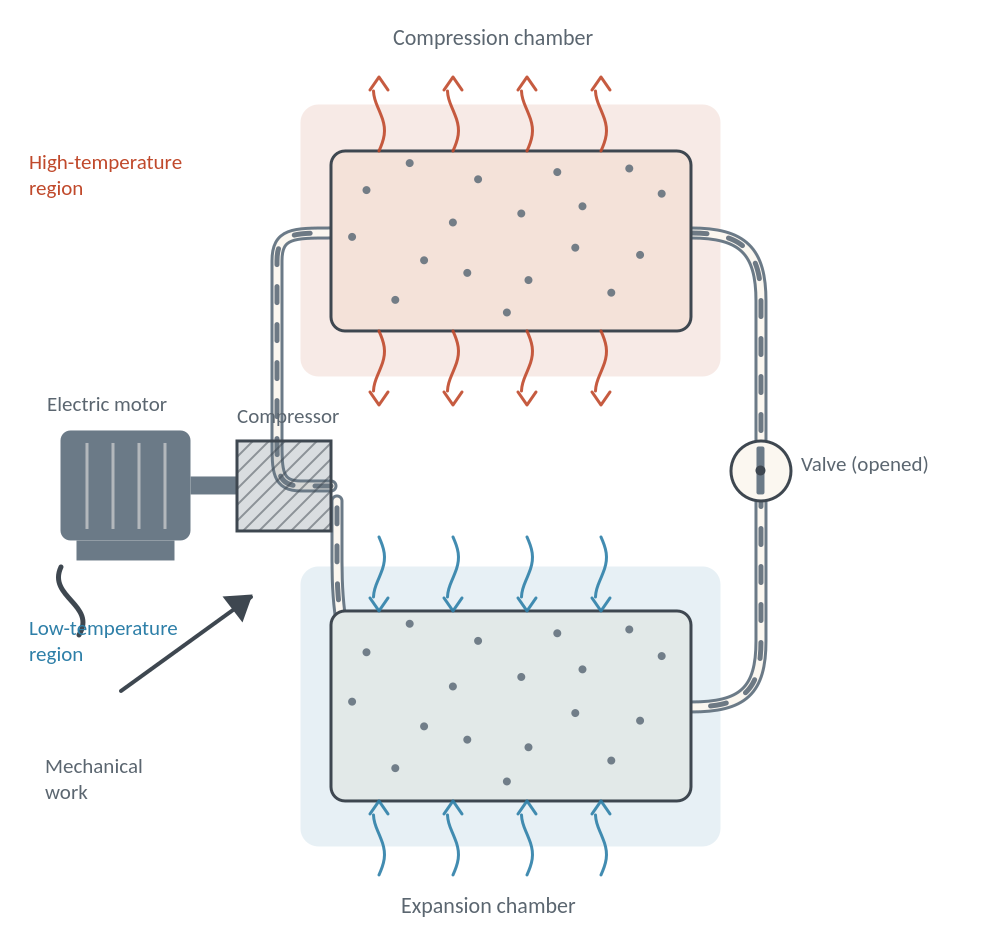 Compression chamber
High-temperature
region
Electric motor
Compressor
Valve (opened)
Low-temperature
region
Mechanical
work
Expansion chamber